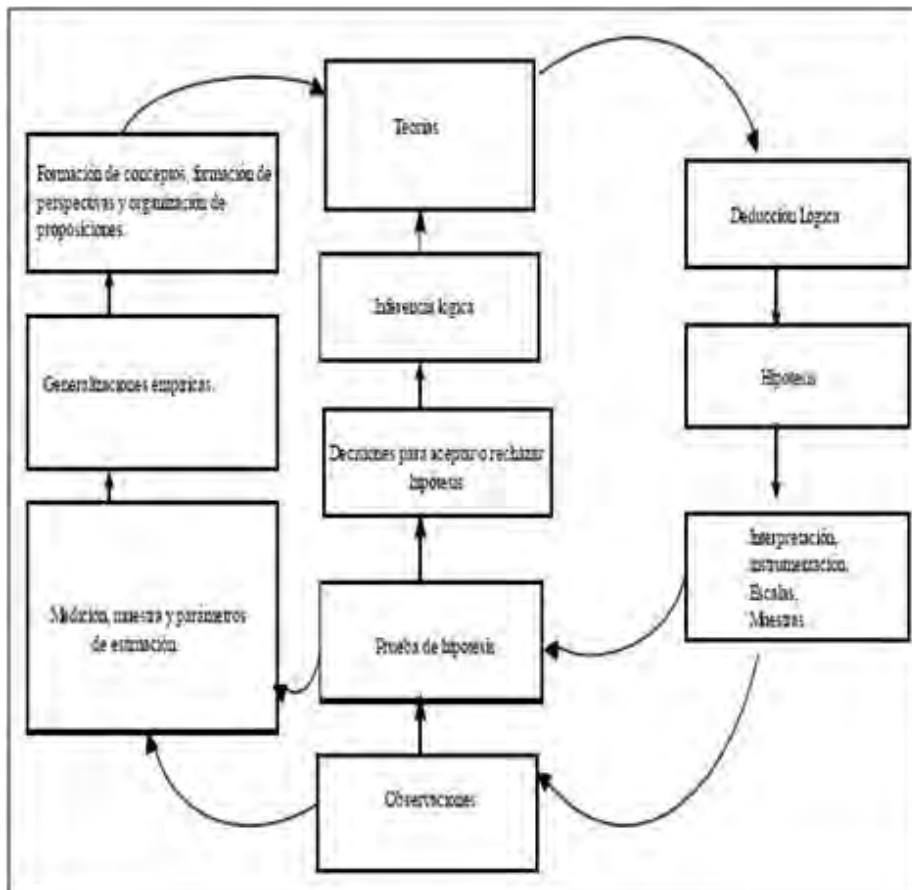 Teorías
Formación de conceptos, formación de
perspectivas y organización de
proposiciones.
Deducción Lógica
Inferencia lógica
Hipótesis
Generalizaciones émpiricas.
Decisiones para aceptar o rechazar
hipótesis
.Interpretación,
.instrumentación,
.Escalas,
Muestras
.Medición, muestra y parámetros
de estimación.
Prueba de hipótesis
Observaciones